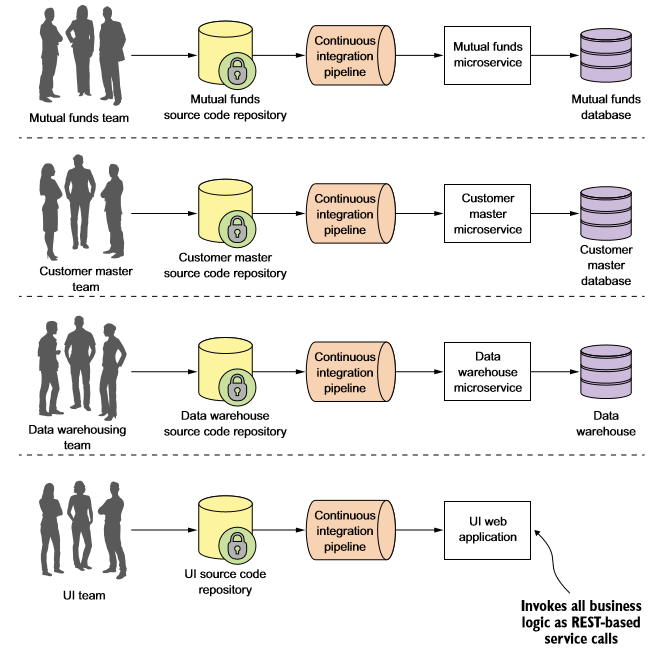 Mutual funds team
Mutual funds
source code repository
Continuous
integration
pipeline
Mutual funds
microservice
Mutual funds
database
Customer master
team
Customer master
source code repository
Continuous
integration
pipeline
Customer
master
microservice
Customer
master
database
Data warehousing
team
Data warehouse
source code repository
Continuous
integration
pipeline
Data
warehouse
microservice
Data
warehouse
UI team
UI source code
repository
Continuous
integration
pipeline
UI web
application
Invokes all business
logic as REST-based
service calls